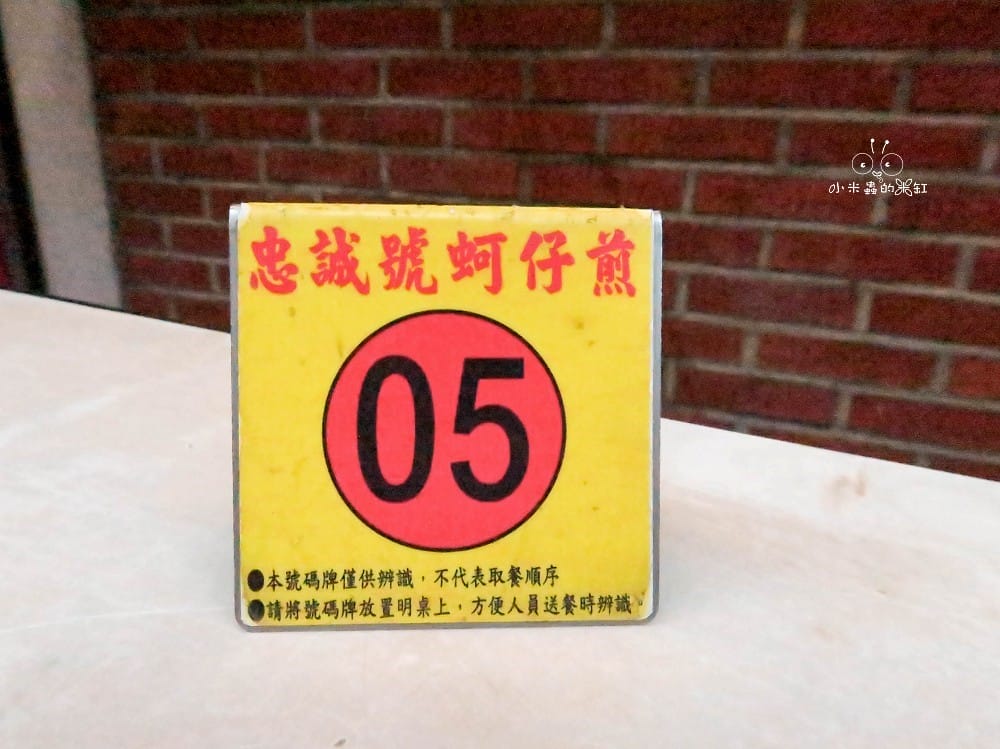 小米蟲的米缸
忠誠號蚵仔煎
05
●本號碼牌僅供辨識,不代表取餐順序
●請將號碼牌放置明桌上,方便人員送餐時辨識。